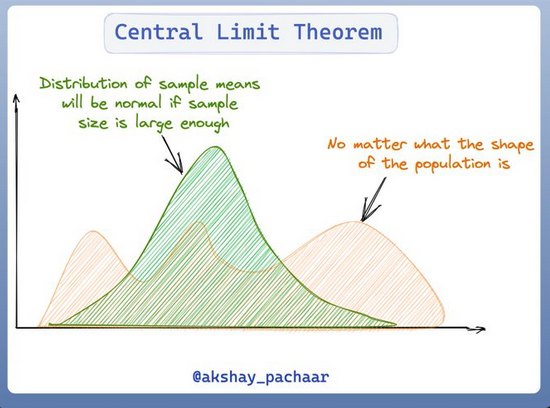 Central Limit Theorem
Distribution of sample means
will be normal if sample
size is large enough
No matter what the shape
of the population is
@akshay_pachaar